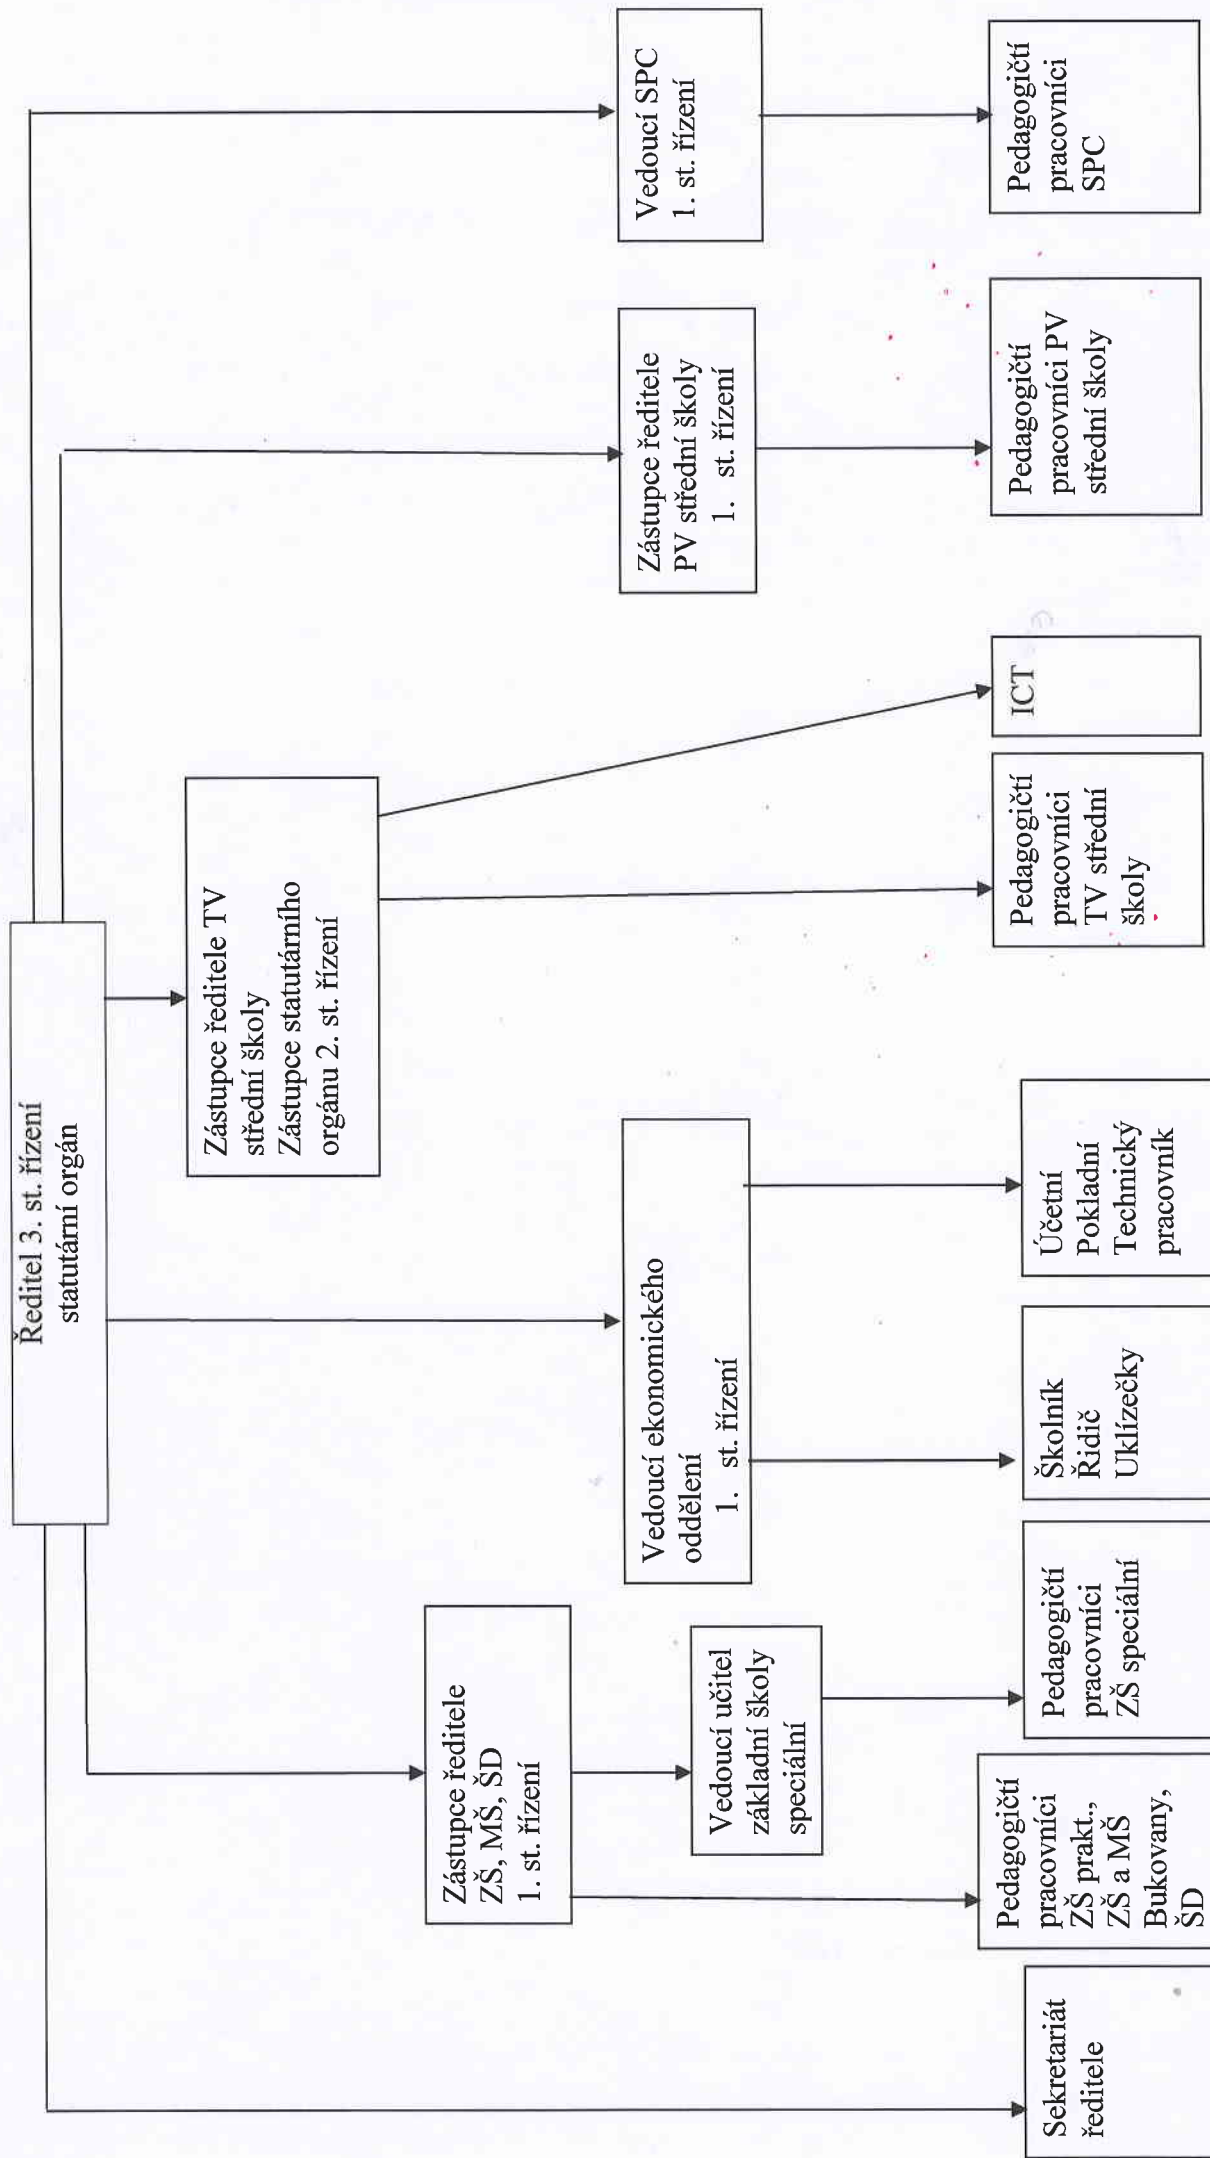 Ředitel 3. st. řízení
statutární orgán
Zástupce ředitele TV
střední školy
Zástupce statutárního
orgánu 2. st. řízení
Zástupce ředitele
ZŠ, MŠ, ŠD
1. st. řízení
Vedoucí ekonomického
oddělení
1. st. řízení
Zástupce ředitele
PV střední školy
1. st. řízení
Vedoucí SPC
1. st. řízení
Vedoucí učitel
základní školy
speciální
Sekretariát
ředitele
Pedagogičtí
pracovníci
ZŠ prakt.,
ZŠ a MŠ
Bukovany,
ŠD
Pedagogičtí
pracovníci
ZŠ speciální
Školník
Řidič
Uklízečky
Účetní
Pokladní
Technický
pracovník
Pedagogičtí
pracovníci
TV střední
školy
ICT
Pedagogičtí
pracovníci PV
střední školy
Pedagogičtí
pracovníci
SPC